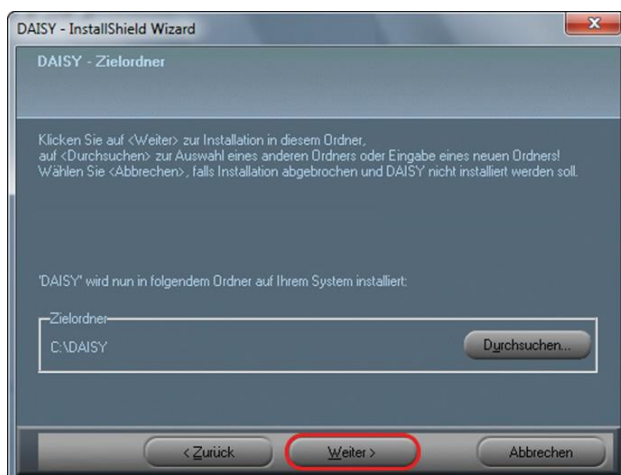 DAISY - InstallShield Wizard
DAISY - Zielordner
Klicken Sie auf <Weiter> zur Installation in diesem Ordner,
auf <Durchsuchen> zur Auswahl eines anderen Ordners oder Eingabe eines neuen Ordners!
Wählen Sie <Abbrechen>, falls Installation abgebrochen und DAISY nicht installiert werden soll.
'DAISY' wird nun in folgendem Ordner auf Ihrem System installiert:
Zielordner
C:\DAISY
Durchsuchen...
< Zurück
Weiter >
Abbrechen